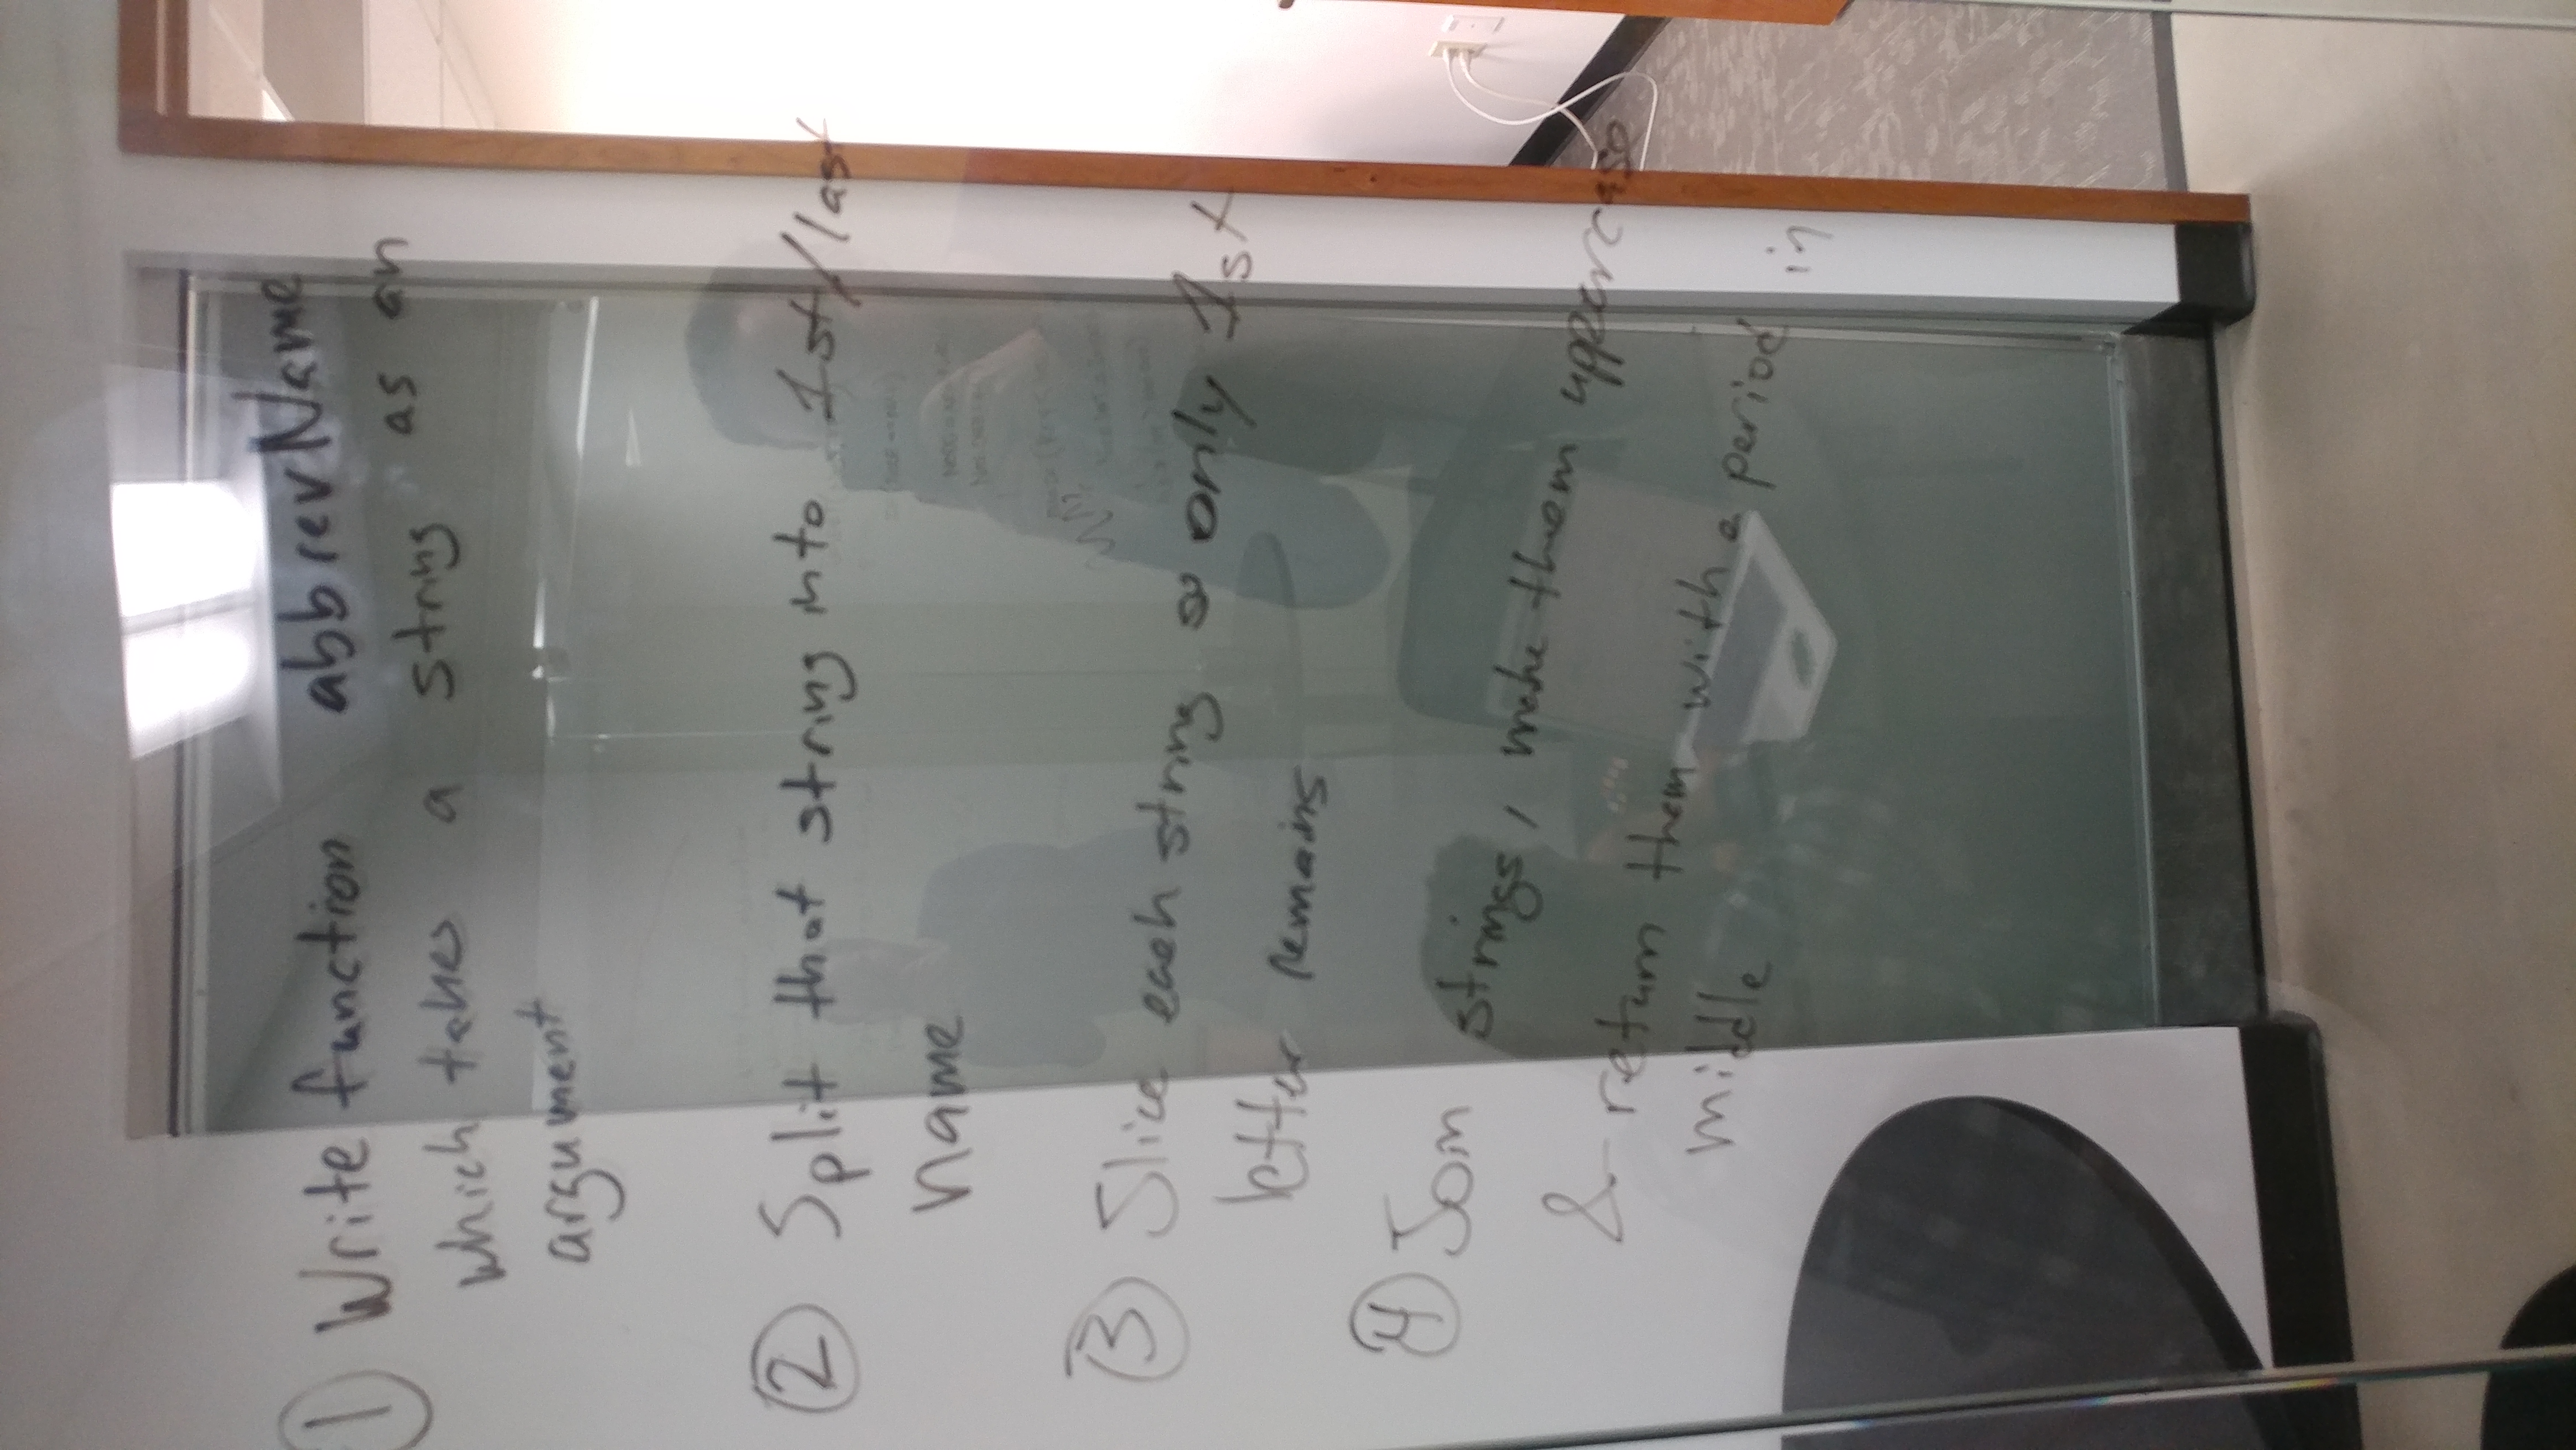 ① Write function abbrevName
which takes a string as an
argument
② Split that string into 1st/last
name
③ Slice each string so only 1st
letter remains
④ Join strings, make them uppercase
& return them with a period in
middle